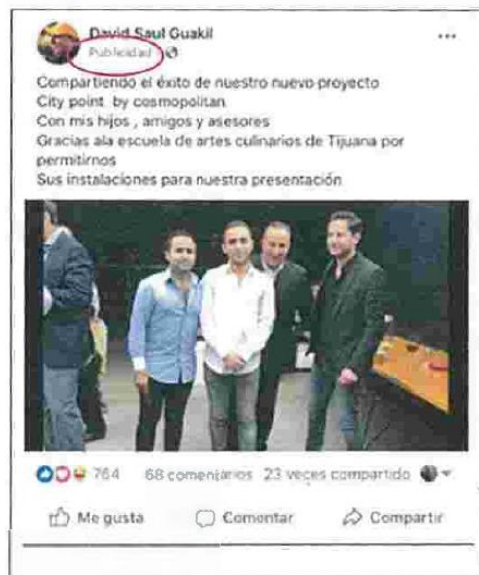 David Saul Guakil
Publicidad
Compartiendo el éxito de nuestro nuevo proyecto
City point by cosmopolitan
Con mis hijos , amigos y asesores
Gracias ala escuela de artes culinarios de Tijuana por
permitirnos
Sus instalaciones para nuestra presentación
764 68 comentarios 23 veces compartido
Me gusta Comentar Compartir